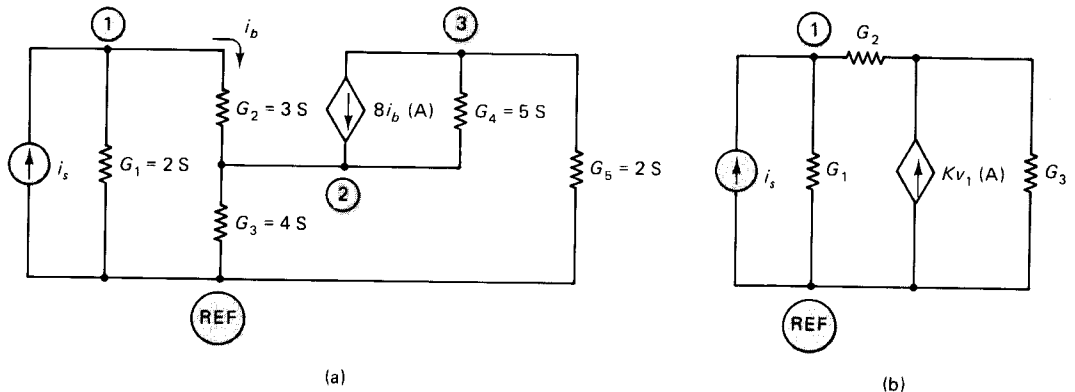 1
i_b
3
G_2 = 3 S
8i_b (A)
G_4 = 5 S
i_s
G_1 = 2 S
G_5 = 2 S
2
G_3 = 4 S
REF
(a)
1
G_2
i_s
G_1
Kv_1 (A)
G_3
REF
(b)